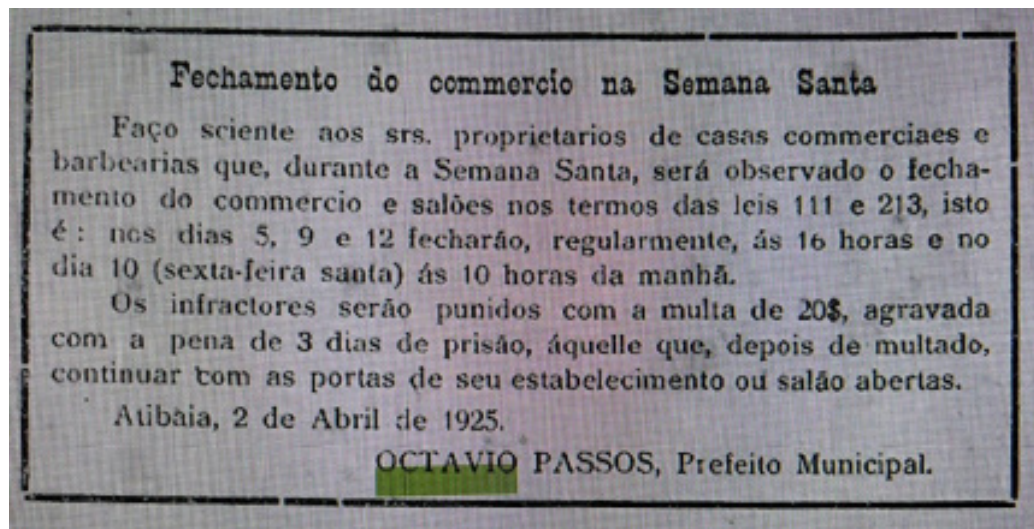 Fechamento do commercio na Semana Santa
Faço sciente aos srs. proprietarios de casas commerciaes e
barbearias que, durante a Semana Santa, será observado o fecha-
mento do commercio e salões nos termos das leis 111 e 213, isto
é: nos dias 5, 9 e 12 fecharão, regularmente, ás 16 horas e no
dia 10 (sexta-feira santa) ás 10 horas da manhã.
Os infractores serão punidos com a multa de 20$, agravada
com a pena de 3 dias de prisão, áquelle que, depois de multado,
continuar com as portas de seu estabelecimento ou salão abertas.
Atibaia, 2 de Abril de 1925.
OCTAVIO PASSOS, Prefeito Municipal.